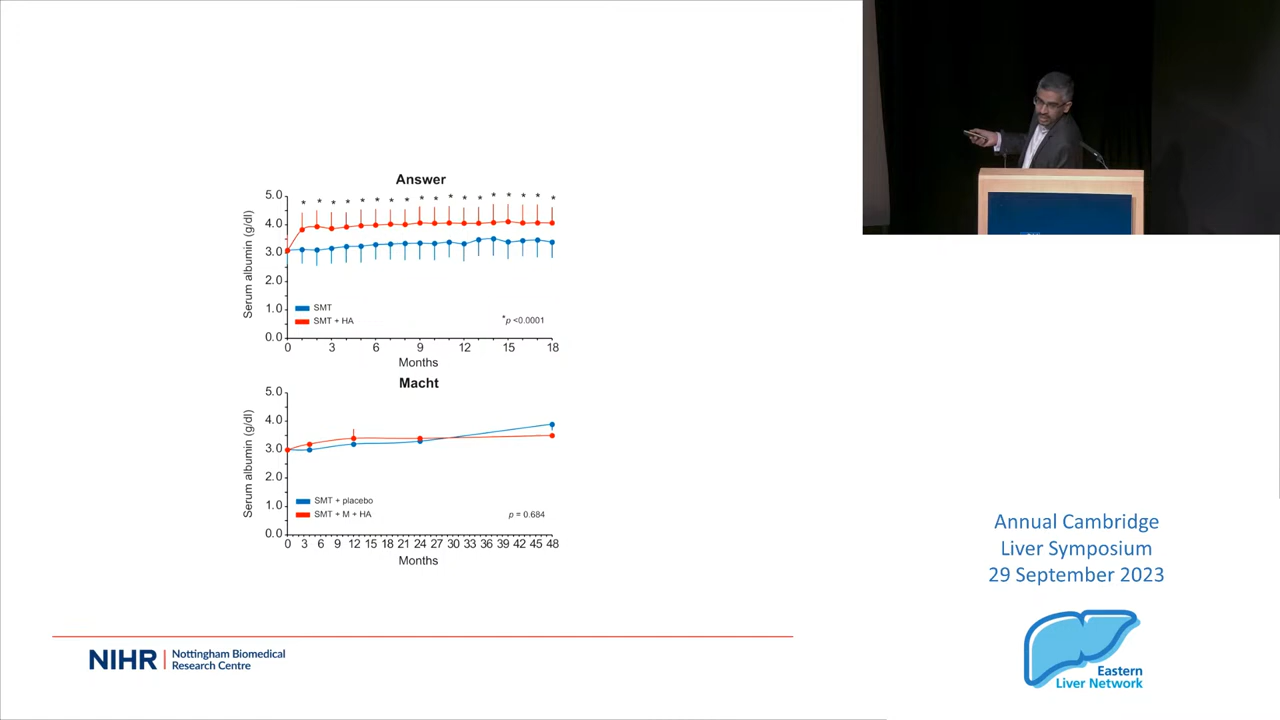 Answer
Serum albumin (g/dl)
5.0
4.0
3.0
2.0
1.0
0.0
* * * * * * * * * * * * * * * * * *
SMT
SMT + HA
*p <0.0001
0 3 6 9 12 15 18
Months
Macht
Serum albumin (g/dl)
5.0
4.0
3.0
2.0
1.0
0.0
SMT + placebo
SMT + M + HA
p = 0.684
0 3 6 9 12 15 18 21 24 27 30 33 36 39 42 45 48
Months
NIHR
Nottingham Biomedical
Research Centre
Annual Cambridge
Liver Symposium
29 September 2023
Eastern
Liver Network